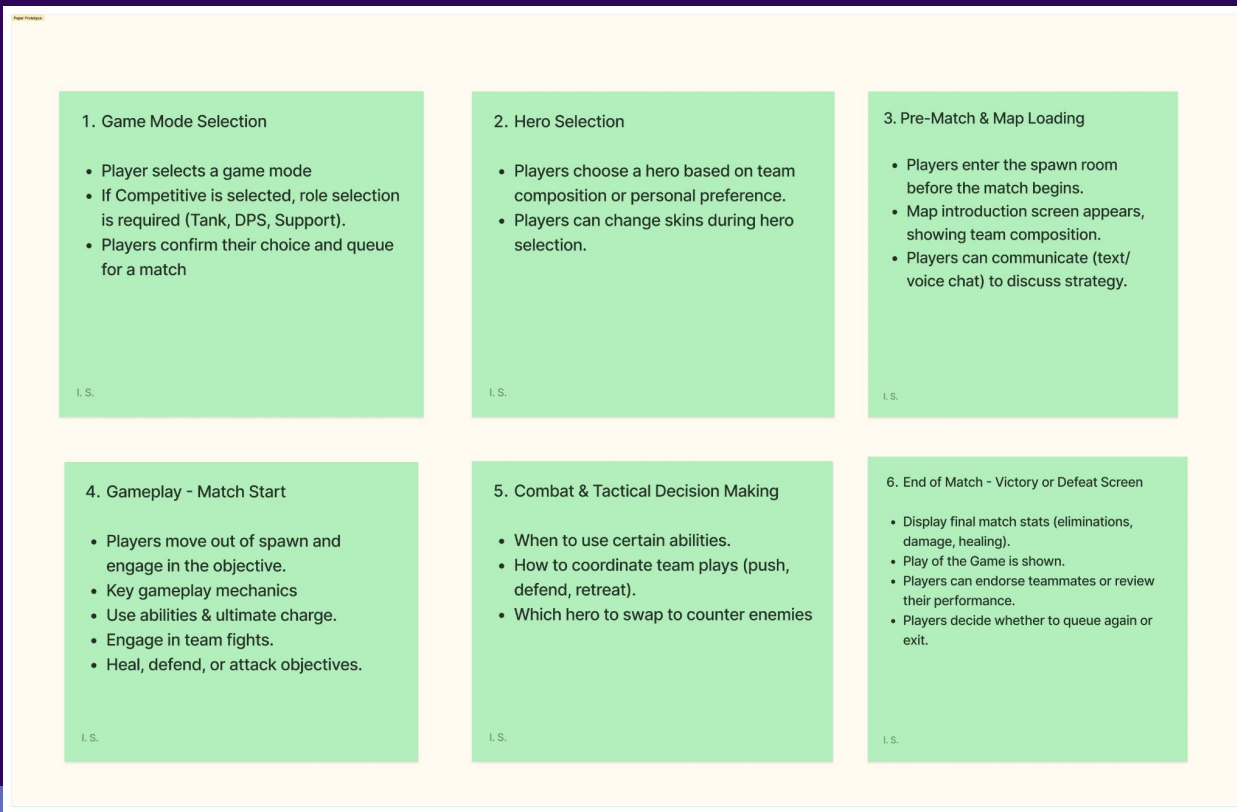 Paper Prototype
1. Game Mode Selection
• Player selects a game mode
• If Competitive is selected, role selection
is required (Tank, DPS, Support).
• Players confirm their choice and queue
for a match
I. S.
2. Hero Selection
• Players choose a hero based on team
composition or personal preference.
• Players can change skins during hero
selection.
I. S.
3. Pre-Match & Map Loading
• Players enter the spawn room
before the match begins.
• Map introduction screen appears,
showing team composition.
• Players can communicate (text/
voice chat) to discuss strategy.
I. S.
4. Gameplay - Match Start
• Players move out of spawn and
engage in the objective.
• Key gameplay mechanics
• Use abilities & ultimate charge.
• Engage in team fights.
• Heal, defend, or attack objectives.
I. S.
5. Combat & Tactical Decision Making
• When to use certain abilities.
• How to coordinate team plays (push,
defend, retreat).
• Which hero to swap to counter enemies
I. S.
6. End of Match - Victory or Defeat Screen
• Display final match stats (eliminations,
damage, healing).
• Play of the Game is shown.
• Players can endorse teammates or review
their performance.
• Players decide whether to queue again or
exit.
I. S.